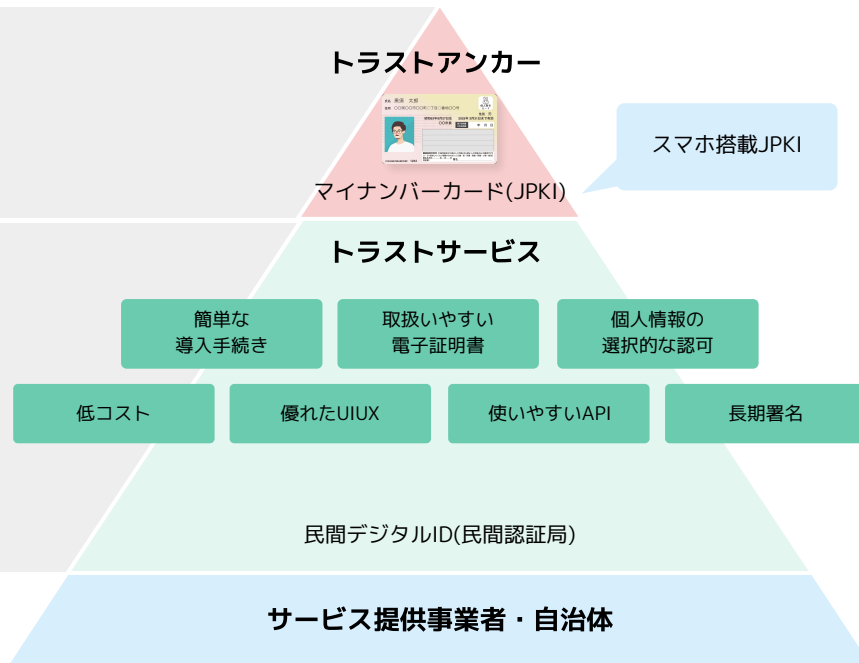 トラストアンカー
マイナンバーカード(JPKI)
スマホ搭載JPKI
トラストサービス
簡単な
導入手続き
取扱いやすい
電子証明書
個人情報の
選択的な認可
低コスト
優れたUIUX
使いやすいAPI
長期署名
民間デジタルID(民間認証局)
サービス提供事業者・自治体